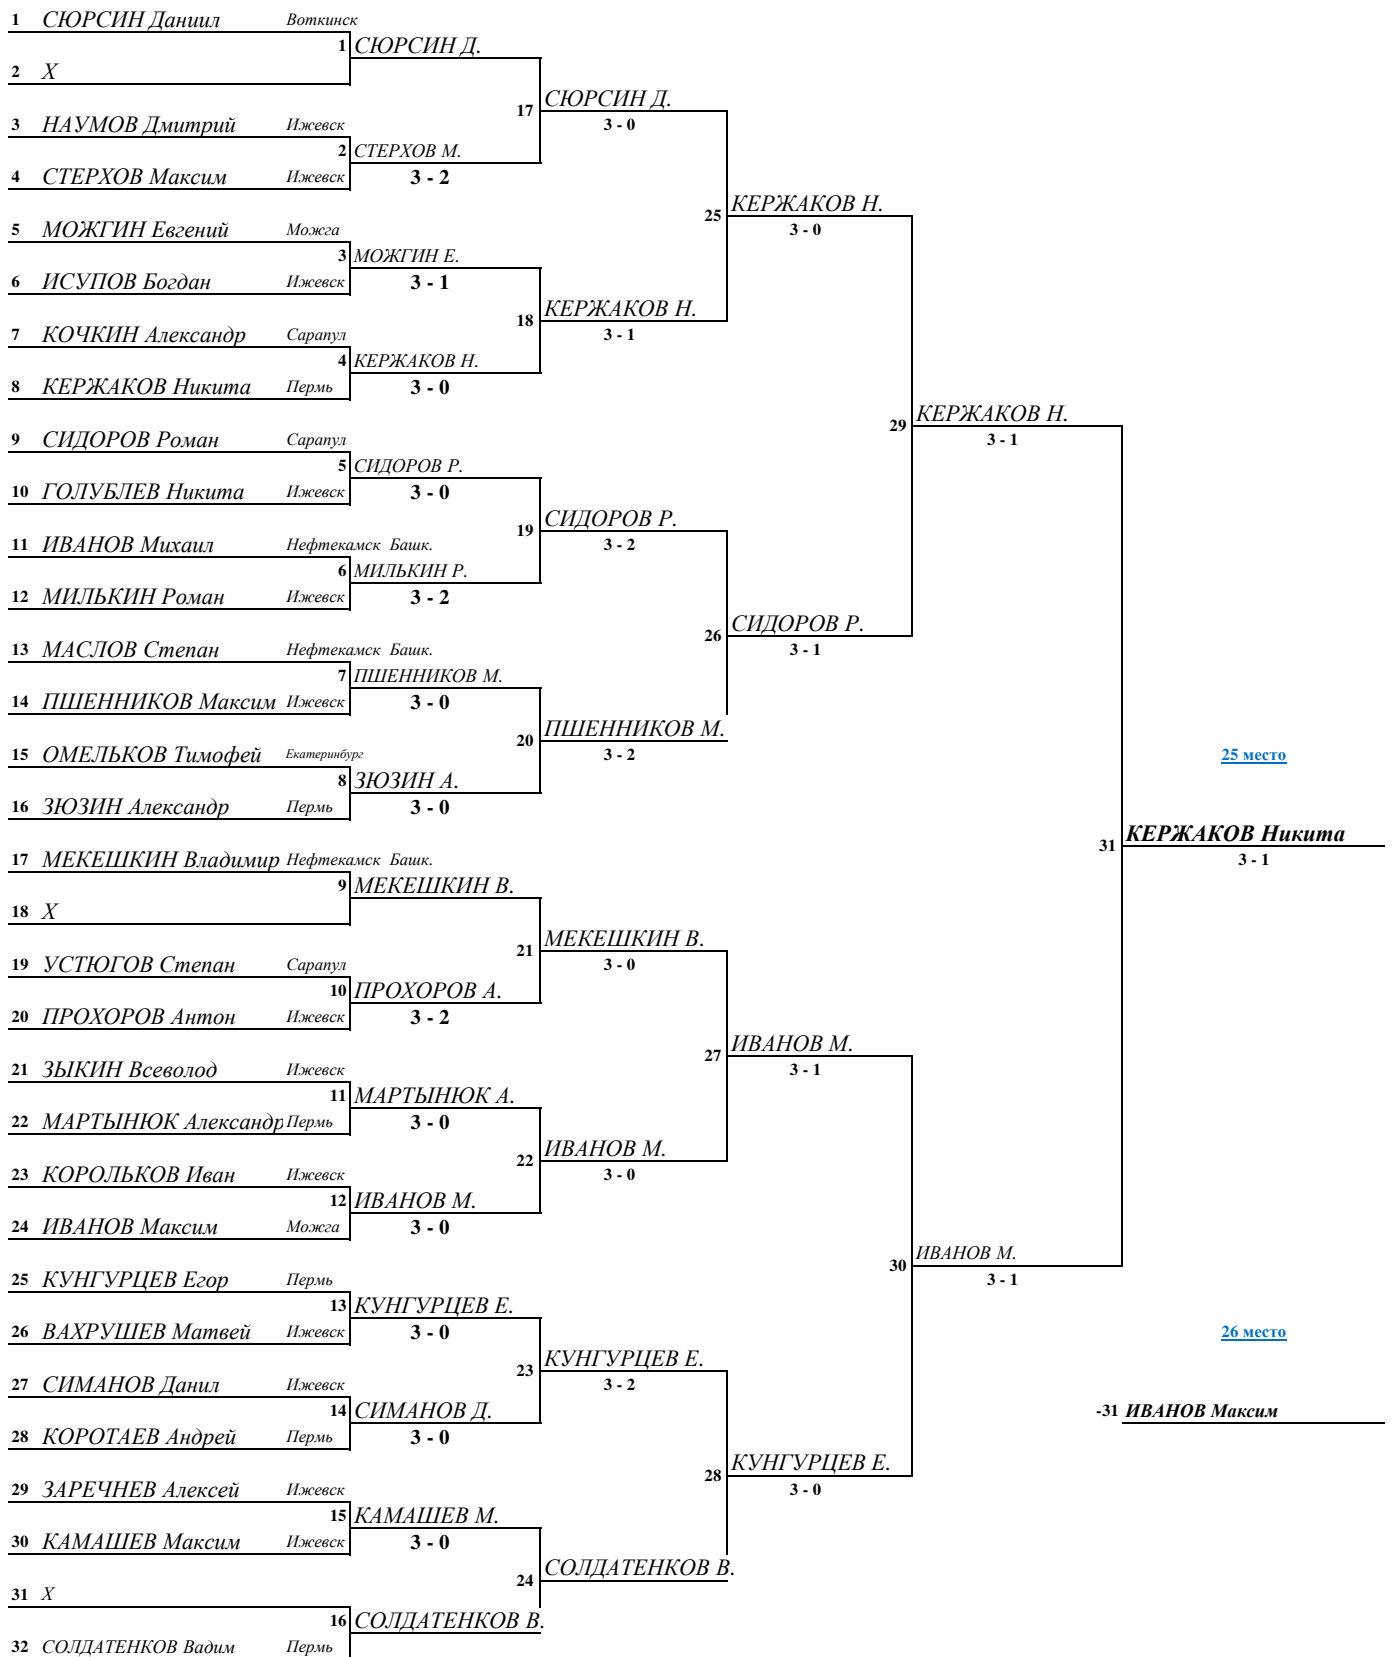 1 СЮРСИН Даниил Воткинск
1 СЮРСИН Д.
2 X
17 СЮРСИН Д.
3 - 0
3 НАУМОВ Дмитрий Ижевск
2 СТЕРХОВ М.
4 СТЕРХОВ Максим Ижевск 3 - 2
25 КЕРЖАКОВ Н.
3 - 0
5 МОЖГИН Евгений Можга
3 МОЖГИН Е.
6 ИСУПОВ Богдан Ижевск 3 - 1
18 КЕРЖАКОВ Н.
3 - 1
7 КОЧКИН Александр Сарапул
4 КЕРЖАКОВ Н.
8 КЕРЖАКОВ Никита Пермь 3 - 0
29 КЕРЖАКОВ Н.
3 - 1
9 СИДОРОВ Роман Сарапул
5 СИДОРОВ Р.
10 ГОЛУБЛЕВ Никита Ижевск 3 - 0
19 СИДОРОВ Р.
3 - 2
11 ИВАНОВ Михаил Нефтекамск Башк.
6 МИЛЬКИН Р.
12 МИЛЬКИН Роман Ижевск 3 - 2
26 СИДОРОВ Р.
3 - 1
13 МАСЛОВ Степан Нефтекамск Башк.
7 ПШЕННИКОВ М.
14 ПШЕННИКОВ Максим Ижевск 3 - 0
20 ПШЕННИКОВ М.
3 - 2
15 ОМЕЛЬКОВ Тимофей Екатеринбург
25 место
8 ЗЮЗИН А.
16 ЗЮЗИН Александр Пермь 3 - 0
31 КЕРЖАКОВ Никита
3 - 1
17 МЕКЕШКИН Владимир Нефтекамск Башк.
9 МЕКЕШКИН В.
18 X
21 МЕКЕШКИН В.
3 - 0
19 УСТЮГОВ Степан Сарапул
10 ПРОХОРОВ А.
20 ПРОХОРОВ Антон Ижевск 3 - 2
27 ИВАНОВ М.
3 - 1
21 ЗЫКИН Всеволод Ижевск
11 МАРТЫНЮК А.
22 МАРТЫНЮК Александр Пермь 3 - 0
22 ИВАНОВ М.
3 - 0
23 КОРОЛЬКОВ Иван Ижевск
12 ИВАНОВ М.
24 ИВАНОВ Максим Можга 3 - 0
30 ИВАНОВ М.
3 - 1
25 КУНГУРЦЕВ Егор Пермь
13 КУНГУРЦЕВ Е.
26 ВАХРУШЕВ Матвей Ижевск 3 - 0
26 место
23 КУНГУРЦЕВ Е.
3 - 2
27 СИМАНОВ Данил Ижевск
14 СИМАНОВ Д.
-31 ИВАНОВ Максим
28 КОРОТАЕВ Андрей Пермь 3 - 0
28 КУНГУРЦЕВ Е.
3 - 0
29 ЗАРЕЧНЕВ Алексей Ижевск
15 КАМАШЕВ М.
30 КАМАШЕВ Максим Ижевск 3 - 0
24 СОЛДАТЕНКОВ В.
31 X
16 СОЛДАТЕНКОВ В.
32 СОЛДАТЕНКОВ Вадим Пермь